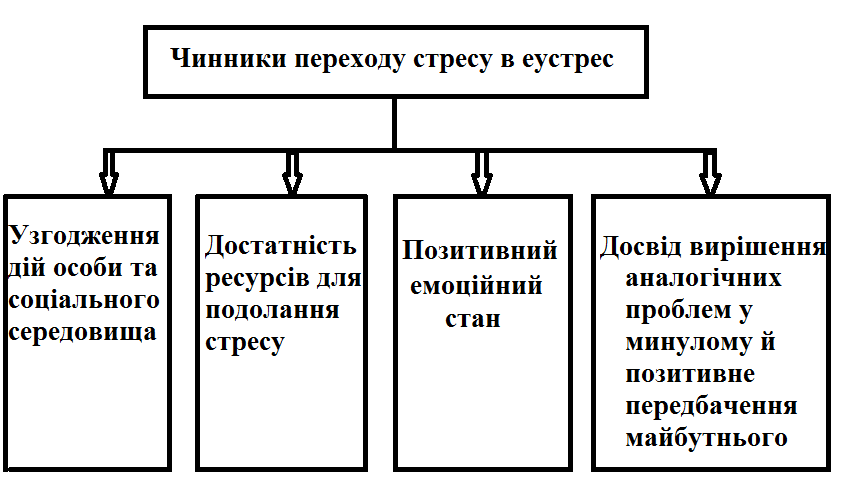 Чинники переходу стресу в еустрес
Узгодження
дій особи та
соціального
середовища
Достатність
ресурсів для
подолання
стресу
Позитивний
емоційний
стан
Досвід вирішення
аналогічних
проблем у
минулому й
позитивне
передбачення
майбутнього